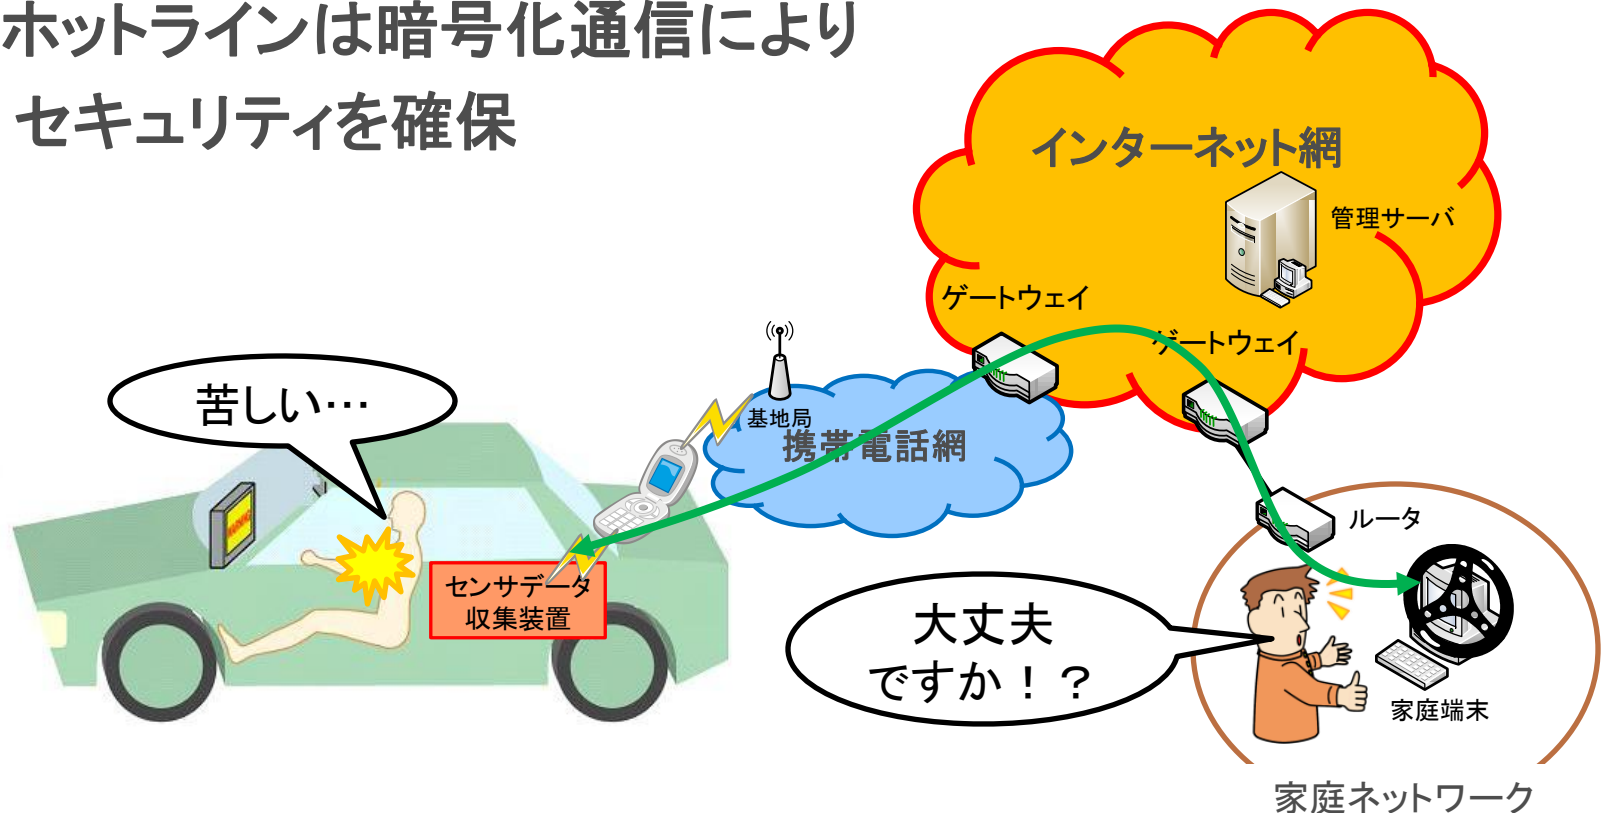 ホットラインは暗号化通信により
セキュリティを確保
インターネット網
管理サーバ
ゲートウェイ
ゲートウェイ
基地局
携帯電話網
苦しい…
センサデータ
収集装置
ルータ
大丈夫
ですか！？
家庭端末
家庭ネットワーク